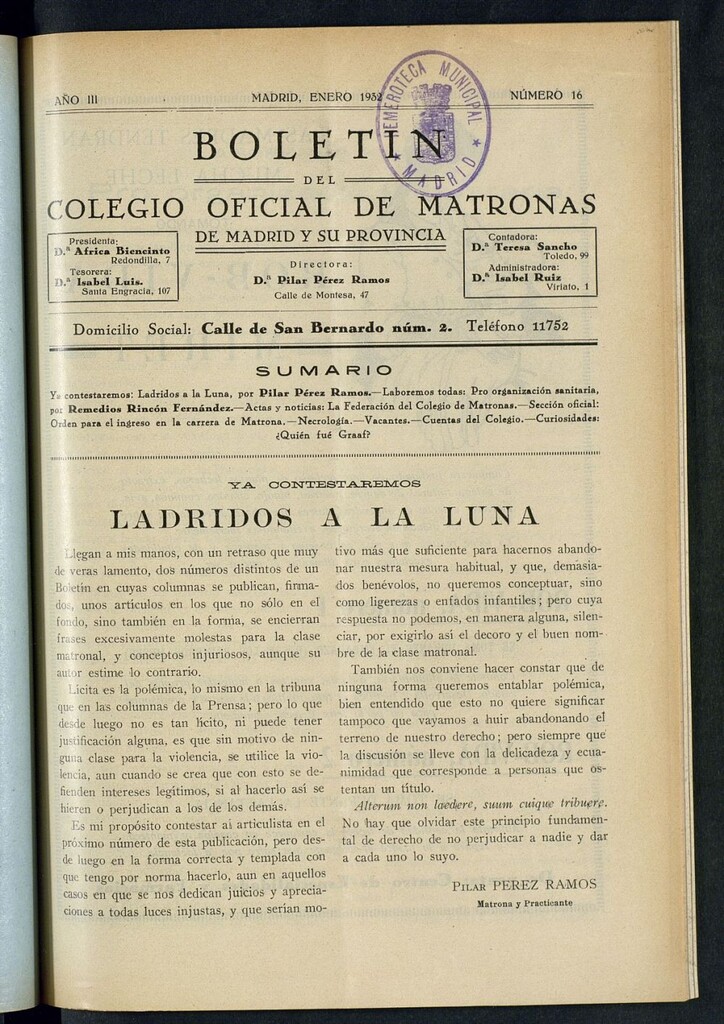 AÑO III
MADRID, ENERO 1932
NÚMERO 16
HEMEROTECA MUNICIPAL
★ MADRID ★
BOLETIN
DEL
COLEGIO OFICIAL DE MATRONAS
DE MADRID Y SU PROVINCIA
Presidenta:
D.ª Africa Biencinto
Redondilla, 7
Tesorera:
D.ª Isabel Luis.
Santa Engracia, 107
Directora:
D.ª Pilar Pérez Ramos
Calle de Montesa, 47
Contadora:
D.ª Teresa Sancho
Toledo, 99
Administradora:
D.ª Isabel Ruiz
Viriato, 1
Domicilio Social: Calle de San Bernardo núm. 2. Teléfono 11752
SUMARIO
Ya contestaremos: Ladridos a la Luna, por Pilar Pérez Ramos.—Laboremos todas: Pro organización sanitaria,
por Remedios Rincón Fernández.—Actas y noticias: La Federación del Colegio de Matronas.—Sección oficial:
Orden para el ingreso en la carrera de Matrona.—Necrología.—Vacantes.—Cuentas del Colegio.—Curiosidades:
¿Quién fué Graaf?
YA CONTESTAREMOS
LADRIDOS A LA LUNA
Llegan a mis manos, con un retraso que muy
de veras lamento, dos números distintos de un
Boletín en cuyas columnas se publican, firma-
dos, unos artículos en los que no sólo en el
fondo, sino también en la forma, se encierran
frases excesivamente molestas para la clase
matronal, y conceptos injuriosos, aunque su
autor estime lo contrario.
Lícita es la polémica, lo mismo en la tribuna
que en las columnas de la Prensa; pero lo que
desde luego no es tan lícito, ni puede tener
justificación alguna, es que sin motivo de nin-
guna clase para la violencia, se utilice la vio-
lencia, aun cuando se crea que con esto se de-
fienden intereses legítimos, si al hacerlo así se
hieren o perjudican a los de los demás.
Es mi propósito contestar al articulista en el
próximo número de esta publicación, pero des-
de luego en la forma correcta y templada con
que tengo por norma hacerlo, aun en aquellos
casos en que se nos dedican juicios y aprecia-
ciones a todas luces injustas, y que serían mo-
tivo más que suficiente para hacernos abando-
nar nuestra mesura habitual, y que, demasia-
dos benévolos, no queremos conceptuar, sino
como ligerezas o enfados infantiles; pero cuya
respuesta no podemos, en manera alguna, silen-
ciar, por exigirlo así el decoro y el buen nom-
bre de la clase matronal.
También nos conviene hacer constar que de
ninguna forma queremos entablar polémica,
bien entendido que esto no quiere significar
tampoco que vayamos a huir abandonando el
terreno de nuestro derecho; pero siempre que
la discusión se lleve con la delicadeza y ecua-
nimidad que corresponde a personas que os-
tentan un título.
Alterum non laedere, suum cuique tribuere.
No hay que olvidar este principio fundamen-
tal de derecho de no perjudicar a nadie y dar
a cada uno lo suyo.
PILAR PEREZ RAMOS
Matrona y Practicante